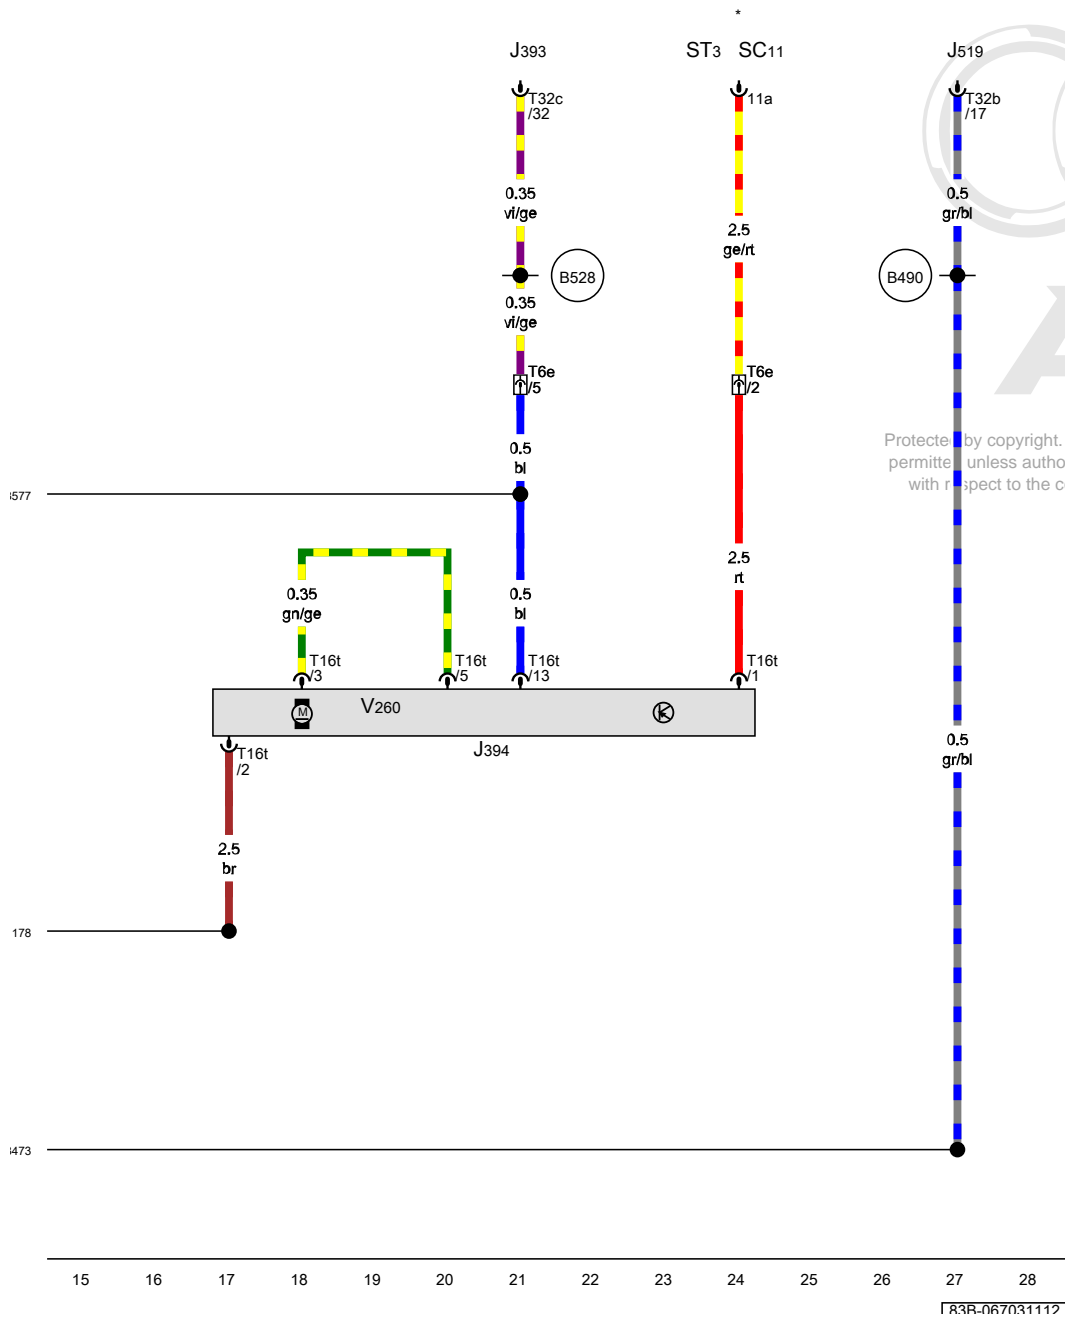 *
J393
ST3 SC11
J519
T32c
/32
11a
T32b
/17
0.35
vi/ge
0.5
gr/bl
2.5
ge/rt
B528
B490
0.35
vi/ge
T6e
/5
T6e
/2
Protected by copyright.
permitted unless autho
with respect to the c
0.5
bl
577
2.5
rt
0.35
gn/ge
0.5
bl
T16t
/3
T16t
/5
T16t
/13
T16t
/1
M
V260
J394
T16t
/2
0.5
gr/bl
2.5
br
178
473
15 16 17 18 19 20 21 22 23 24 25 26 27 28
83B-067031112